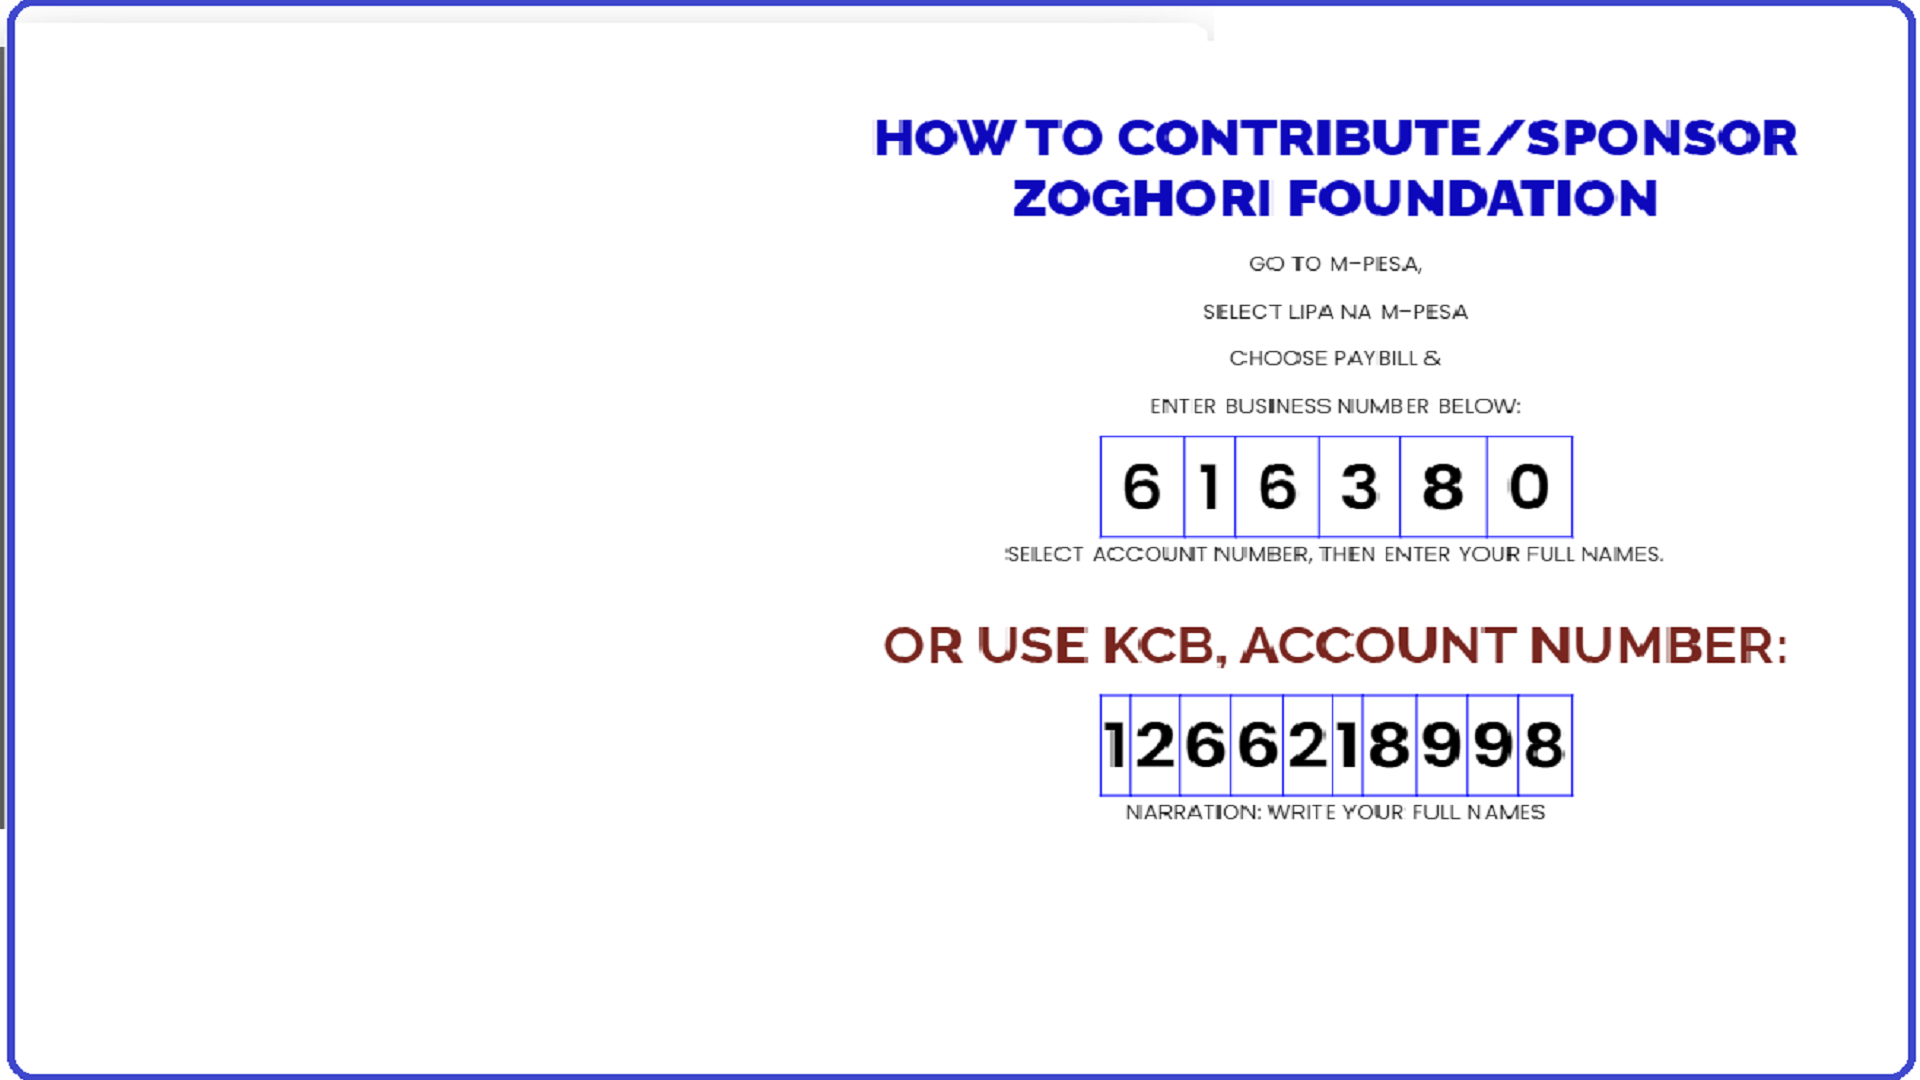 HOW TO CONTRIBUTE/SPONSOR
ZOGHORI FOUNDATION
GO TO M-PESA,
SELECT LIPA NA M-PESA
CHOOSE PAYBILL &
ENTER BUSINESS NUMBER BELOW:
6 1 6 3 8 0
SELECT ACCOUNT NUMBER, THEN ENTER YOUR FULL NAMES.
OR USE KCB, ACCOUNT NUMBER:
1 2 6 6 2 1 8 9 9 8
NARRATION: WRITE YOUR FULL NAMES